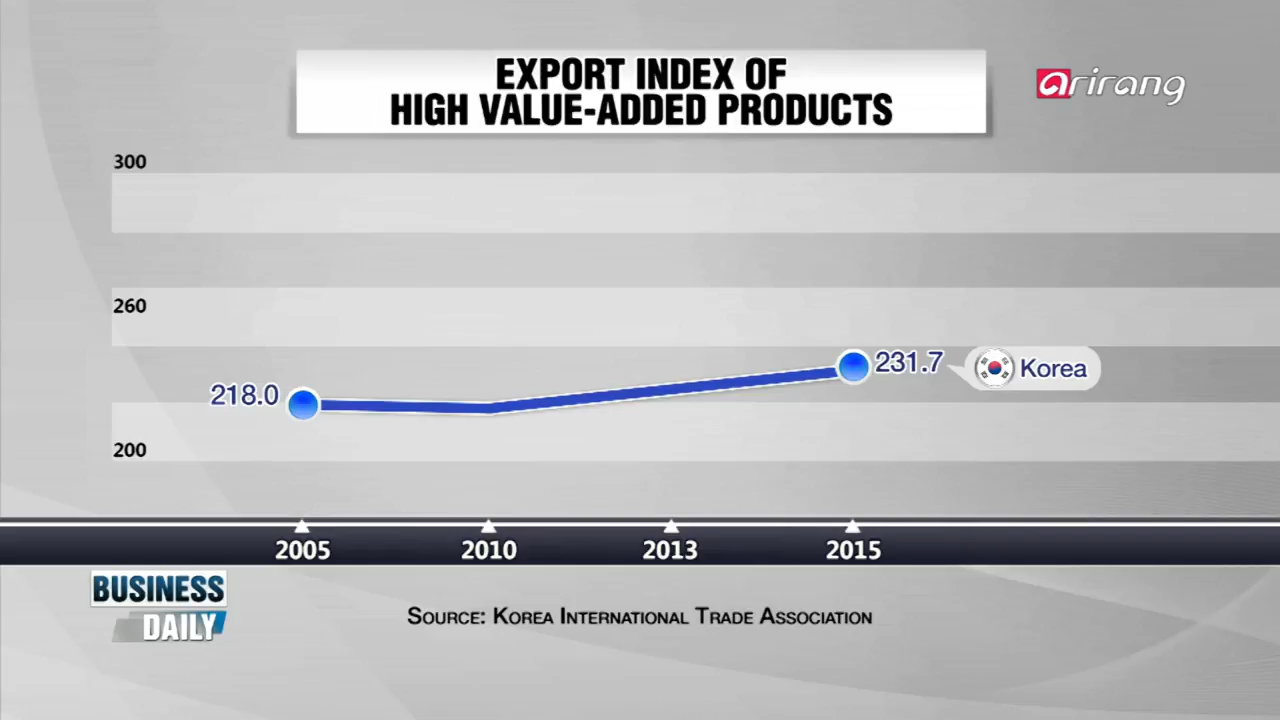 EXPORT INDEX OF
HIGH VALUE-ADDED PRODUCTS
arirang
300
260
231.7
Korea
218.0
200
2005 2010 2013 2015
BUSINESS
DAILY
SOURCE: KOREA INTERNATIONAL TRADE ASSOCIATION